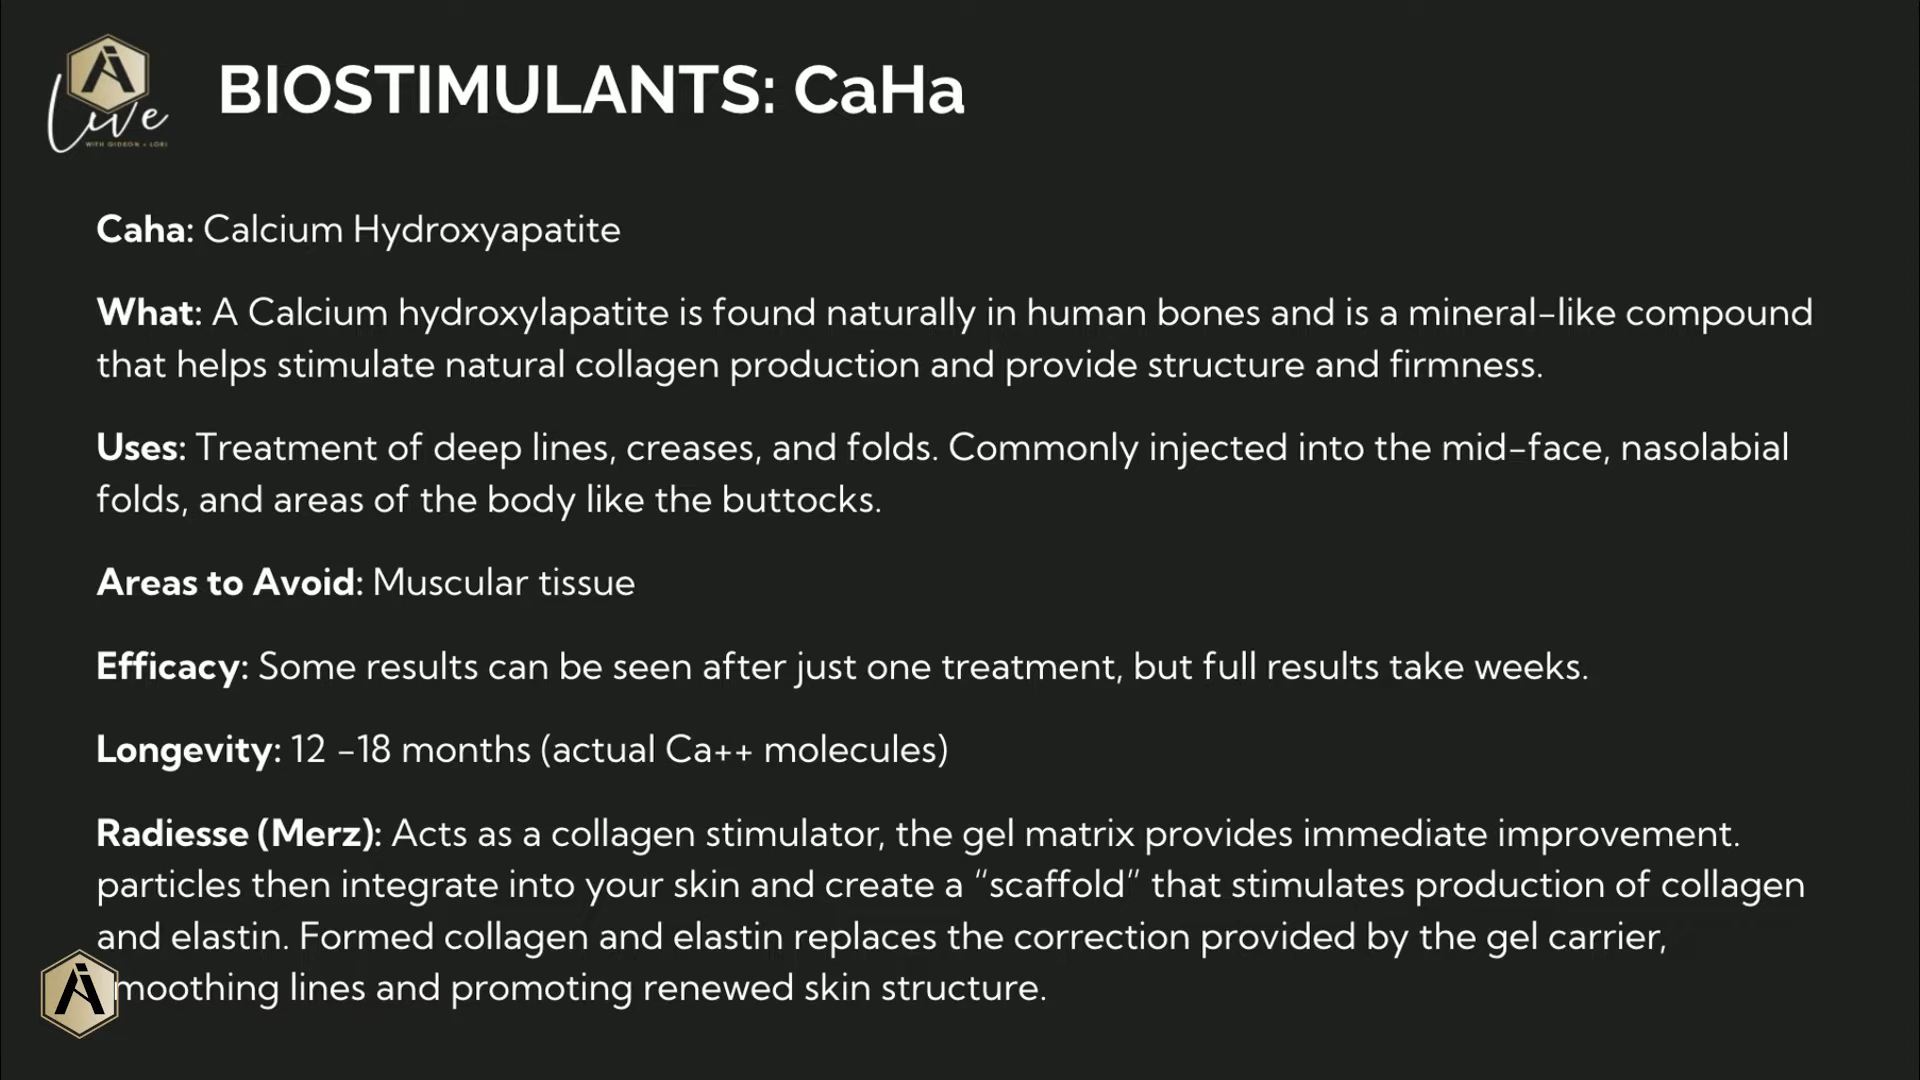 Live
WITH GIDEON + LORI
BIOSTIMULANTS: CaHa
Caha: Calcium Hydroxyapatite
What: A Calcium hydroxylapatite is found naturally in human bones and is a mineral-like compound
that helps stimulate natural collagen production and provide structure and firmness.
Uses: Treatment of deep lines, creases, and folds. Commonly injected into the mid-face, nasolabial
folds, and areas of the body like the buttocks.
Areas to Avoid: Muscular tissue
Efficacy: Some results can be seen after just one treatment, but full results take weeks.
Longevity: 12 -18 months (actual Ca++ molecules)
Radiesse (Merz): Acts as a collagen stimulator, the gel matrix provides immediate improvement.
particles then integrate into your skin and create a “scaffold” that stimulates production of collagen
and elastin. Formed collagen and elastin replaces the correction provided by the gel carrier,
moothing lines and promoting renewed skin structure.